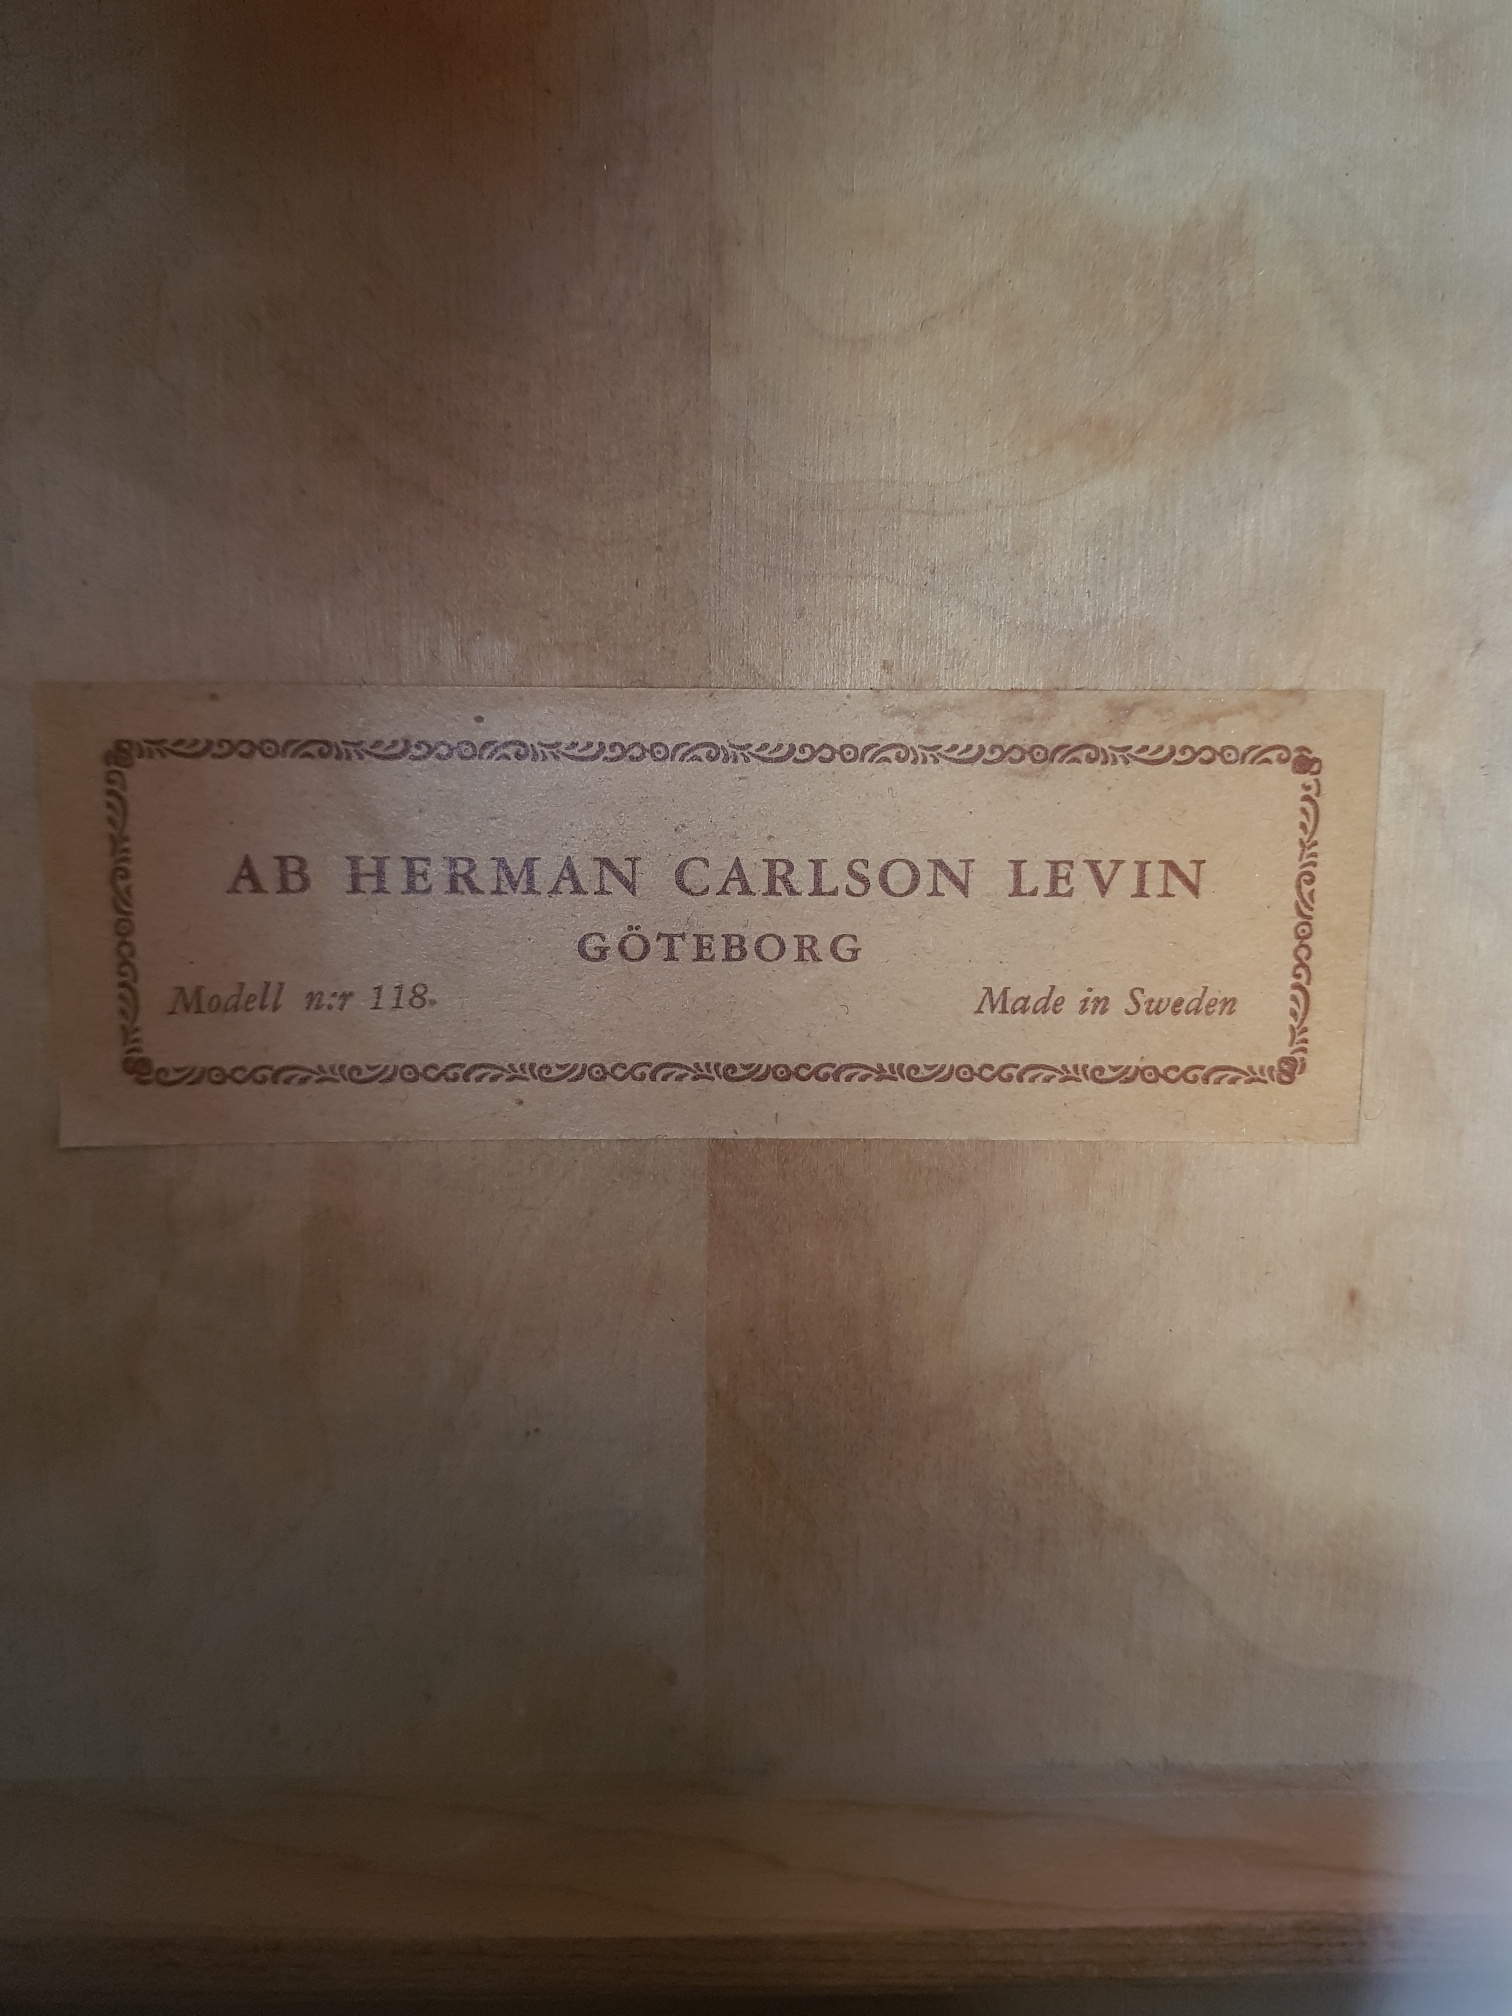 AB HERMAN CARLSON LEVIN
GÖTEBORG
Modell n:r 118. Made in Sweden